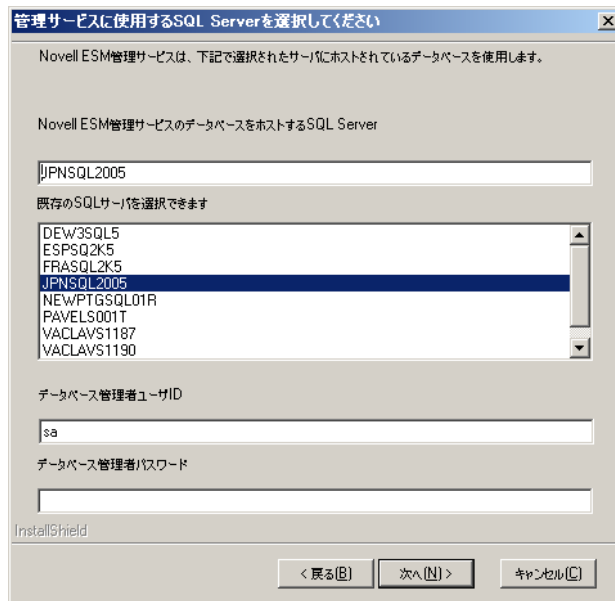 管理サービスに使用するSQL Serverを選択してください
Novell ESM管理サービスは、下記で選択されたサーバにホストされているデータベースを使用します。
Novell ESM管理サービスのデータベースをホストするSQL Server
JPNSQL2005
既存のSQLサーバを選択できます
DEW3SQL5
ESPSQ2K5
FRASQL2K5
JPNSQL2005
NEWPTGSQL01R
PAVELS001T
VACLAVS1187
VACLAVS1190
データベース管理者ユーザID
sa
データベース管理者パスワード
InstallShield
< 戻る(B) 次へ(N) > キャンセル(C)